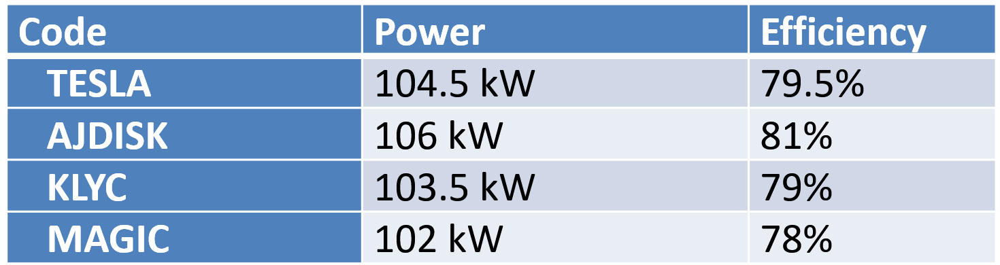 Code Power Efficiency
TESLA 104.5 kW 79.5%
AJDISK 106 kW 81%
KLYC 103.5 kW 79%
MAGIC 102 kW 78%